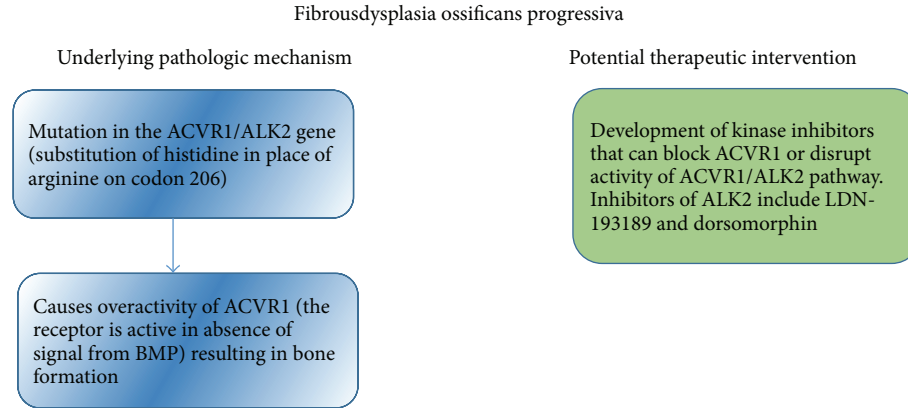 Fibrousdysplasia ossificans progressiva
Underlying pathologic mechanism
Mutation in the ACVR1/ALK2 gene
(substitution of histidine in place of
arginine on codon 206)
Causes overactivity of ACVR1 (the
receptor is active in absence of
signal from BMP) resulting in bone
formation
Potential therapeutic intervention
Development of kinase inhibitors
that can block ACVR1 or disrupt
activity of ACVR1/ALK2 pathway.
Inhibitors of ALK2 include LDN-
193189 and dorsomorphin